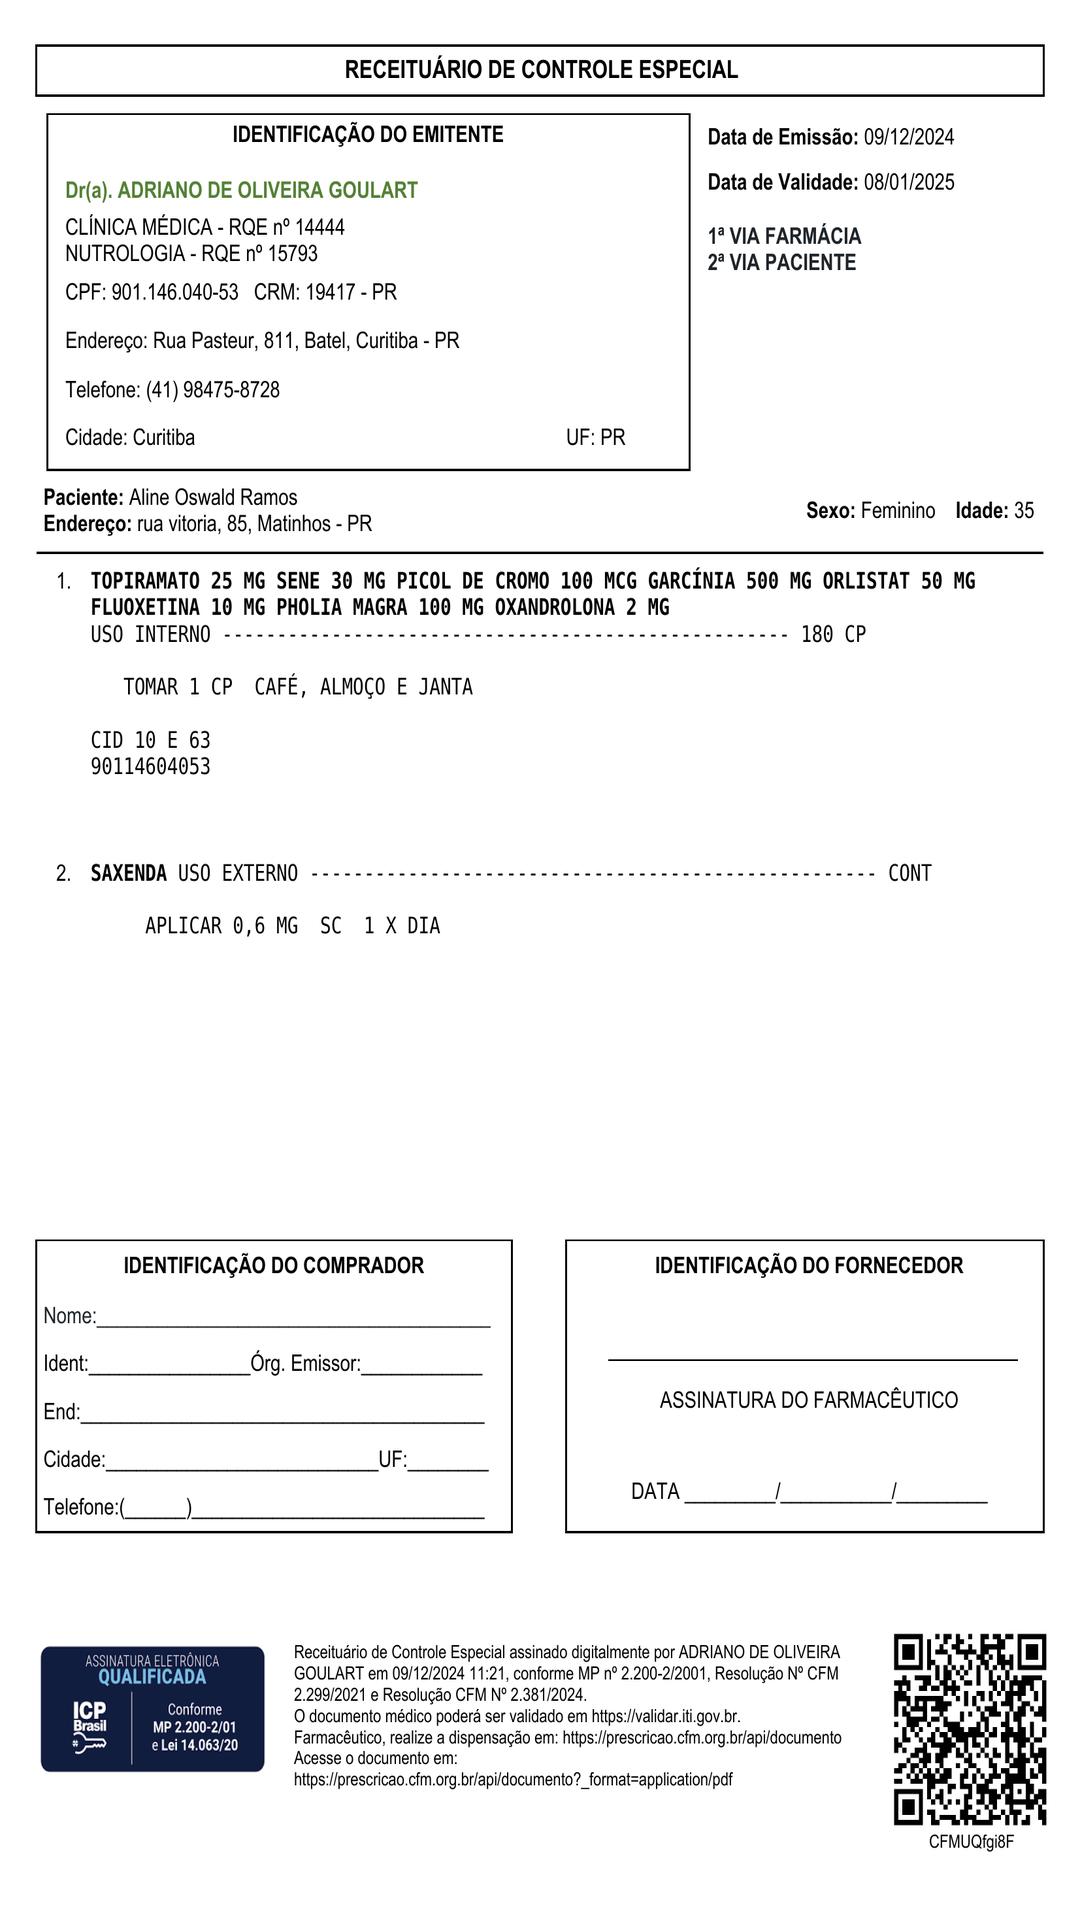 RECEITUÁRIO DE CONTROLE ESPECIAL
IDENTIFICAÇÃO DO EMITENTE
Dr(a). ADRIANO DE OLIVEIRA GOULART
CLÍNICA MÉDICA - RQE nº 14444
NUTROLOGIA - RQE nº 15793
CPF: 901.146.040-53 CRM: 19417 - PR
Endereço: Rua Pasteur, 811, Batel, Curitiba - PR
Telefone: (41) 98475-8728
Cidade: Curitiba UF: PR
Data de Emissão: 09/12/2024
Data de Validade: 08/01/2025
1ª VIA FARMÁCIA
2ª VIA PACIENTE
Paciente: Aline Oswald Ramos
Endereço: rua vitoria, 85, Matinhos - PR
Sexo: Feminino Idade: 35
1. TOPIRAMATO 25 MG SENE 30 MG PICOL DE CROMO 100 MCG GARCÍNIA 500 MG ORLISTAT 50 MG
FLUOXETINA 10 MG PHOLIA MAGRA 100 MG OXANDROLONA 2 MG
USO INTERNO ---------------------------------------------------- 180 CP
TOMAR 1 CP CAFÉ, ALMOÇO E JANTA
CID 10 E 63
90114604053
2. SAXENDA USO EXTERNO ---------------------------------------------------- CONT
APLICAR 0,6 MG SC 1 X DIA
IDENTIFICAÇÃO DO COMPRADOR
Nome:_______________________________________
Ident:________________Órg. Emissor:____________
End:________________________________________
Cidade:___________________________UF:________
Telefone:(______)_____________________________
IDENTIFICAÇÃO DO FORNECEDOR
ASSINATURA DO FARMACÊUTICO
DATA _________/___________/_________
ASSINATURA ELETRÔNICA
QUALIFICADA
ICP
Brasil
Conforme
MP 2.200-2/01
e Lei 14.063/20
Receituário de Controle Especial assinado digitalmente por ADRIANO DE OLIVEIRA
GOULART em 09/12/2024 11:21, conforme MP nº 2.200-2/2001, Resolução Nº CFM
2.299/2021 e Resolução CFM Nº 2.381/2024.
O documento médico poderá ser validado em https://validar.iti.gov.br.
Farmacêutico, realize a dispensação em: https://prescricao.cfm.org.br/api/documento
Acesse o documento em:
https://prescricao.cfm.org.br/api/documento?_format=application/pdf
CFMUQfgi8F